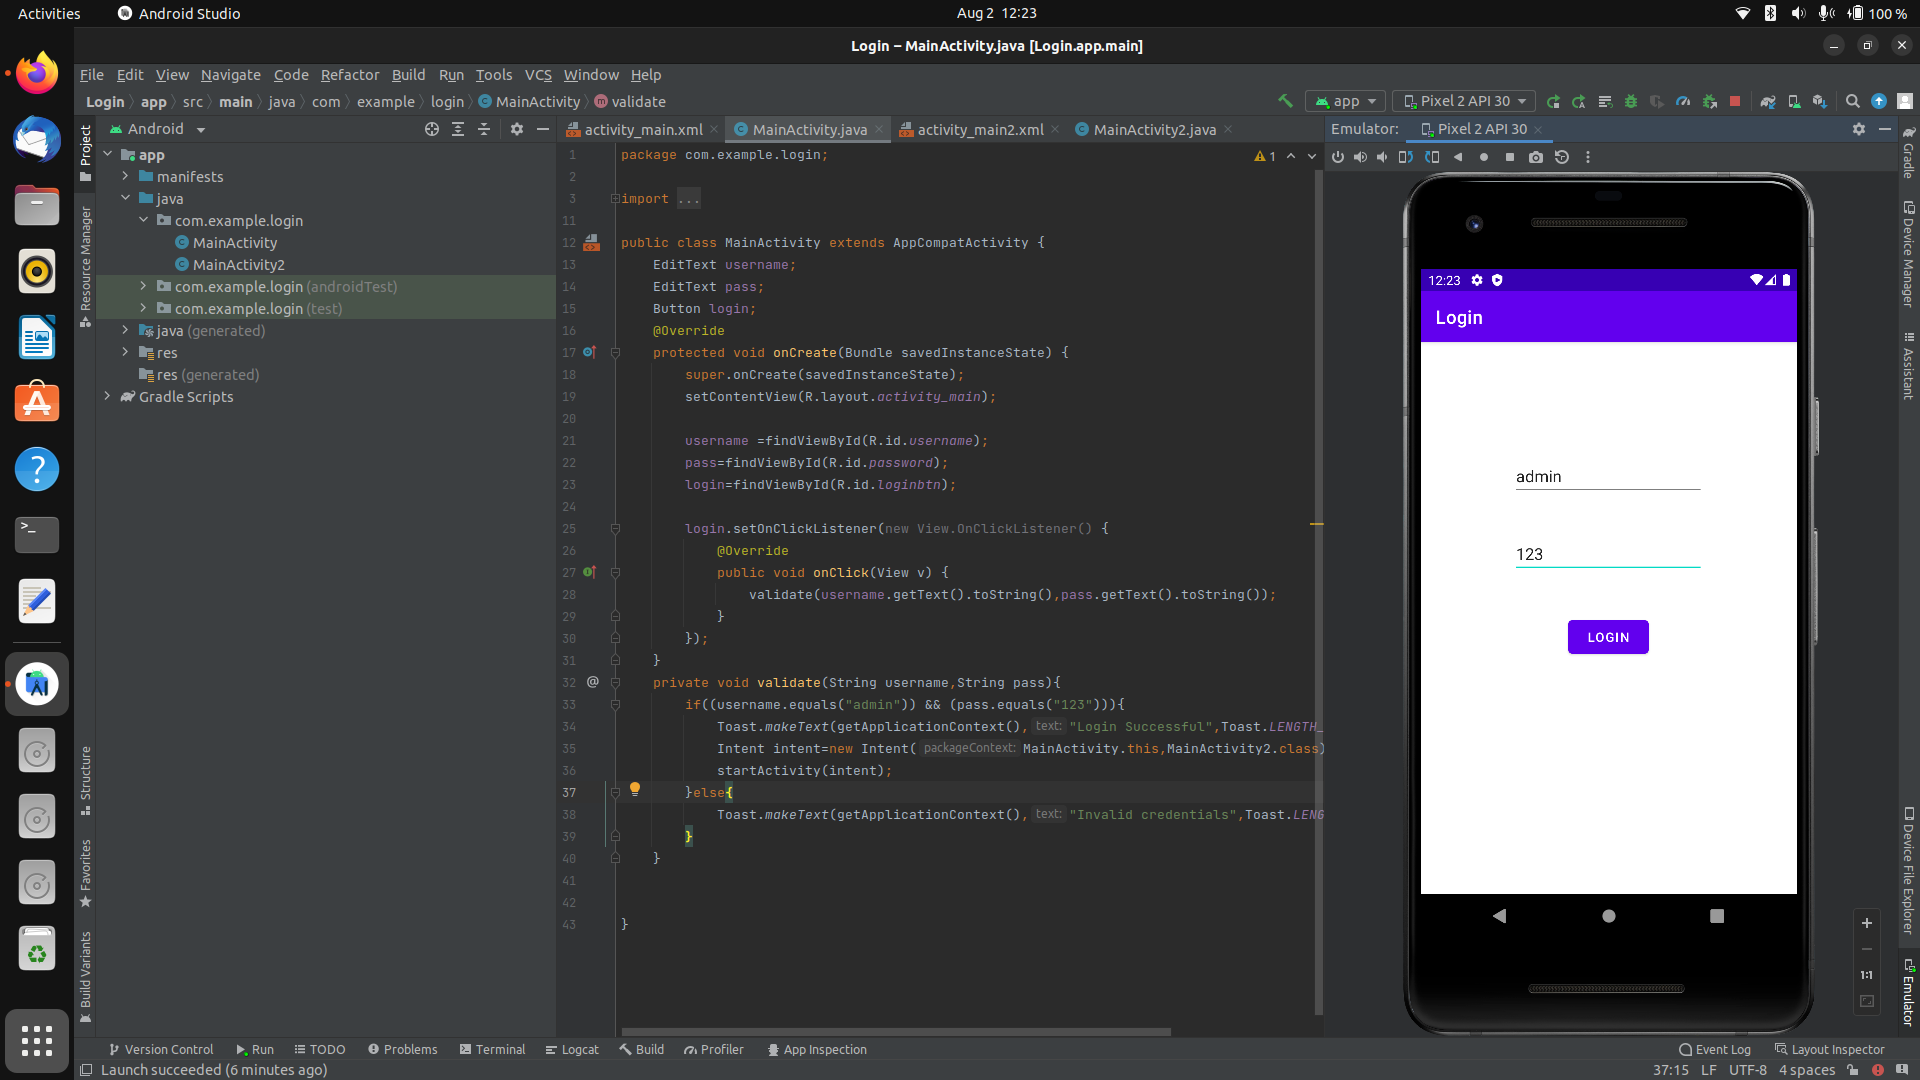 Activities Android Studio Aug 2 12:23 100 %
Login – MainActivity.java [Login.app.main]
File Edit View Navigate Code Refactor Build Run Tools VCS Window Help
Login app src main java com example login MainActivity validate app Pixel 2 API 30
Project
Resource Manager
Structure
Favorites
Build Variants
Android
app
manifests
java
com.example.login
MainActivity
MainActivity2
com.example.login (androidTest)
com.example.login (test)
java (generated)
res
res (generated)
Gradle Scripts
activity_main.xml MainActivity.java activity_main2.xml MainActivity2.java
1
1 package com.example.login;
2
3 import ...
11
12 public class MainActivity extends AppCompatActivity {
13 EditText username;
14 EditText pass;
15 Button login;
16 @Override
17 protected void onCreate(Bundle savedInstanceState) {
18 super.onCreate(savedInstanceState);
19 setContentView(R.layout.activity_main);
20
21 username =findViewById(R.id.username);
22 pass=findViewById(R.id.password);
23 login=findViewById(R.id.loginbtn);
24
25 login.setOnClickListener(new View.OnClickListener() {
26 @Override
27 public void onClick(View v) {
28 validate(username.getText().toString(),pass.getText().toString());
29 }
30 });
31 }
32 @ private void validate(String username,String pass){
33 if((username.equals("admin")) && (pass.equals("123"))){
34 Toast.makeText(getApplicationContext(), text: "Login Successful",Toast.LENGTH_
35 Intent intent=new Intent( packageContext: MainActivity.this,MainActivity2.class)
36 startActivity(intent);
37 }else{
38 Toast.makeText(getApplicationContext(), text: "Invalid credentials",Toast.LENG
39 }
40 }
41
42
43 }
Emulator: Pixel 2 API 30
12:23
Login
admin
123
LOGIN
1:1
Gradle
Device Manager
Assistant
Device File Explorer
Emulator
Version Control Run TODO Problems Terminal Logcat Build Profiler App Inspection Event Log Layout Inspector
Launch succeeded (6 minutes ago) 37:15 LF UTF-8 4 spaces